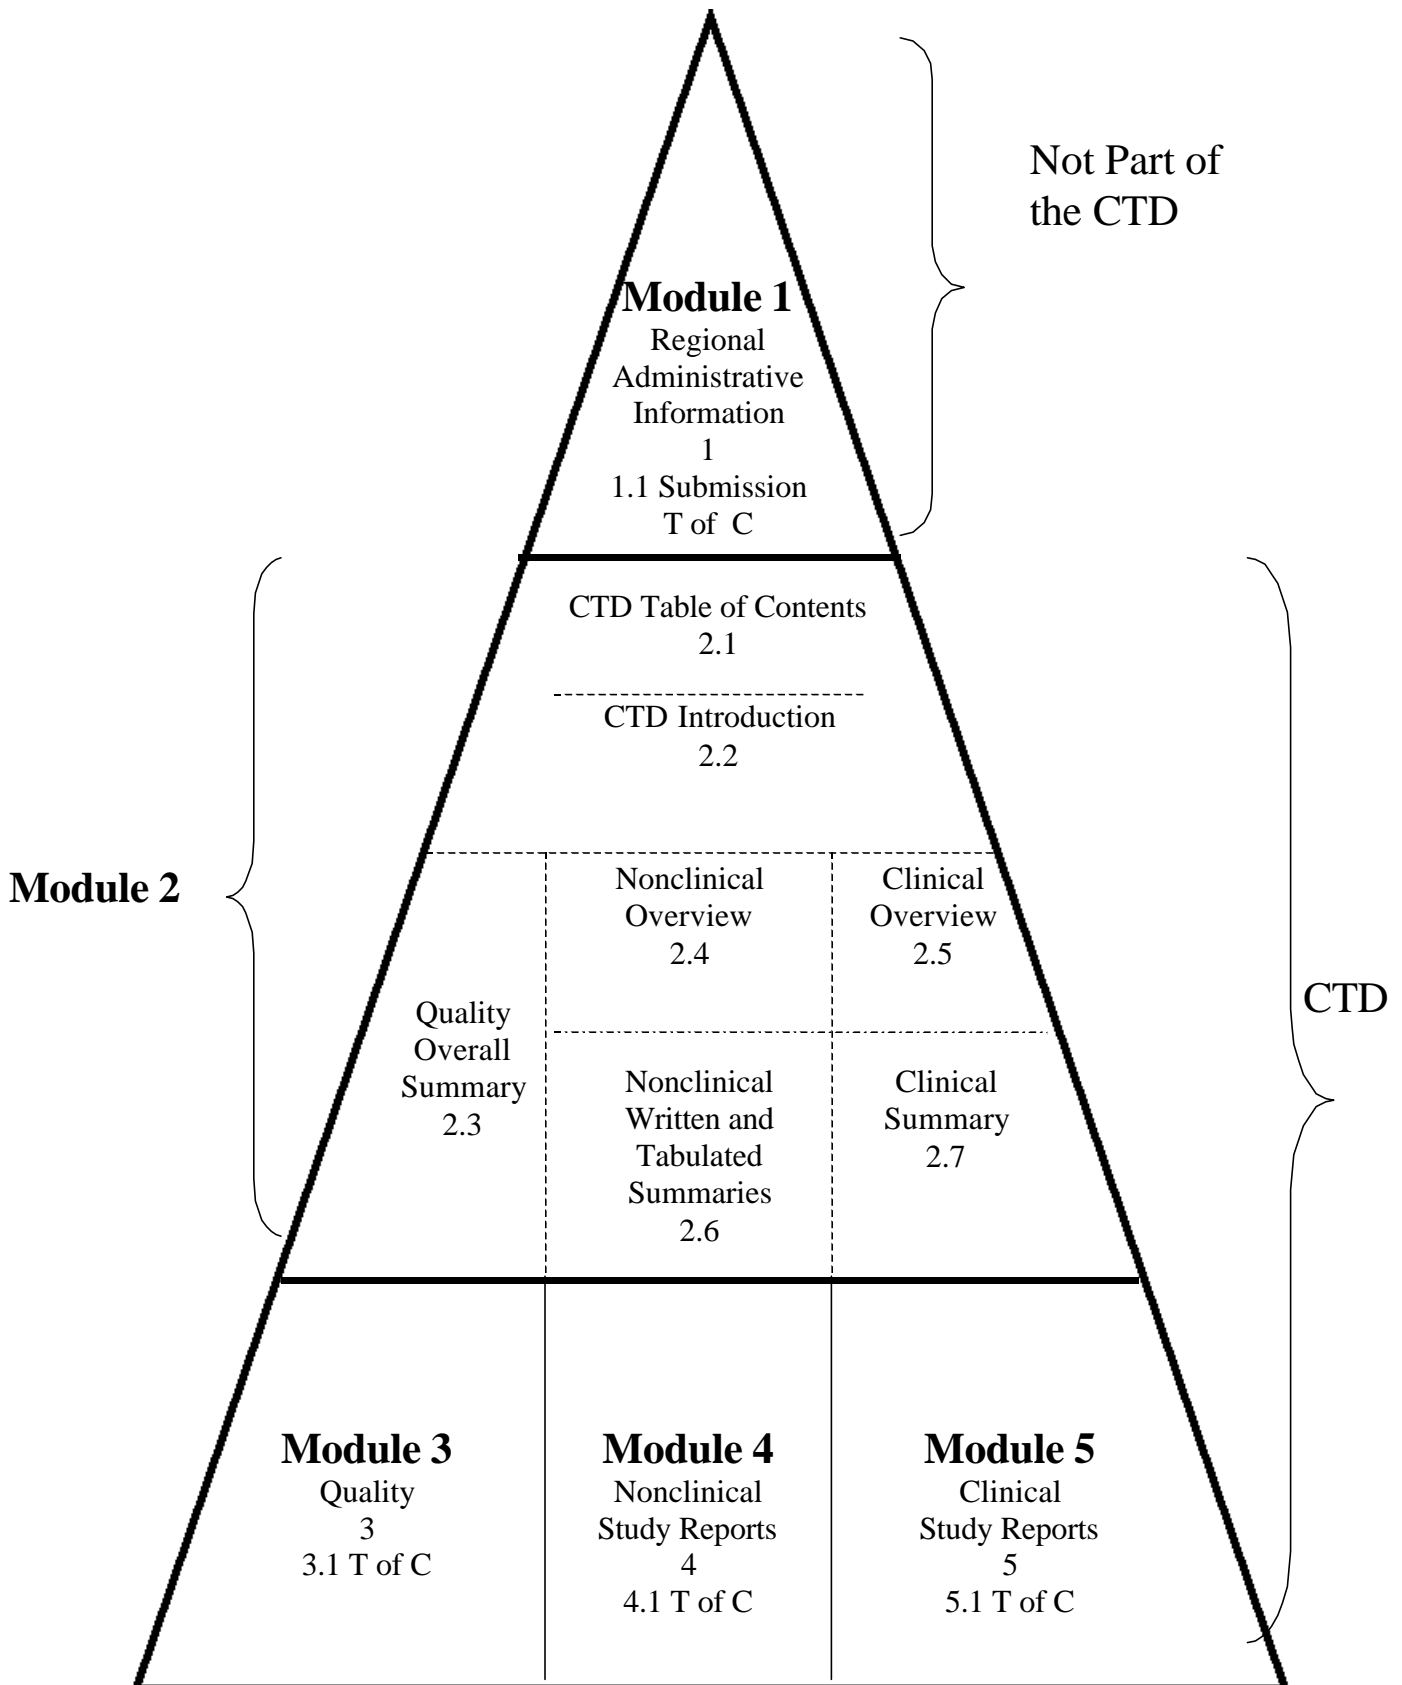 Not Part of
the CTD
Module 1
Regional
Administrative
Information
1
1.1 Submission
T of C
CTD Table of Contents
2.1
CTD Introduction
2.2
Module 2
Nonclinical
Overview
2.4
Clinical
Overview
2.5
CTD
Quality
Overall
Summary
2.3
Nonclinical
Written and
Tabulated
Summaries
2.6
Clinical
Summary
2.7
Module 3
Quality
3
3.1 T of C
Module 4
Nonclinical
Study Reports
4
4.1 T of C
Module 5
Clinical
Study Reports
5
5.1 T of C